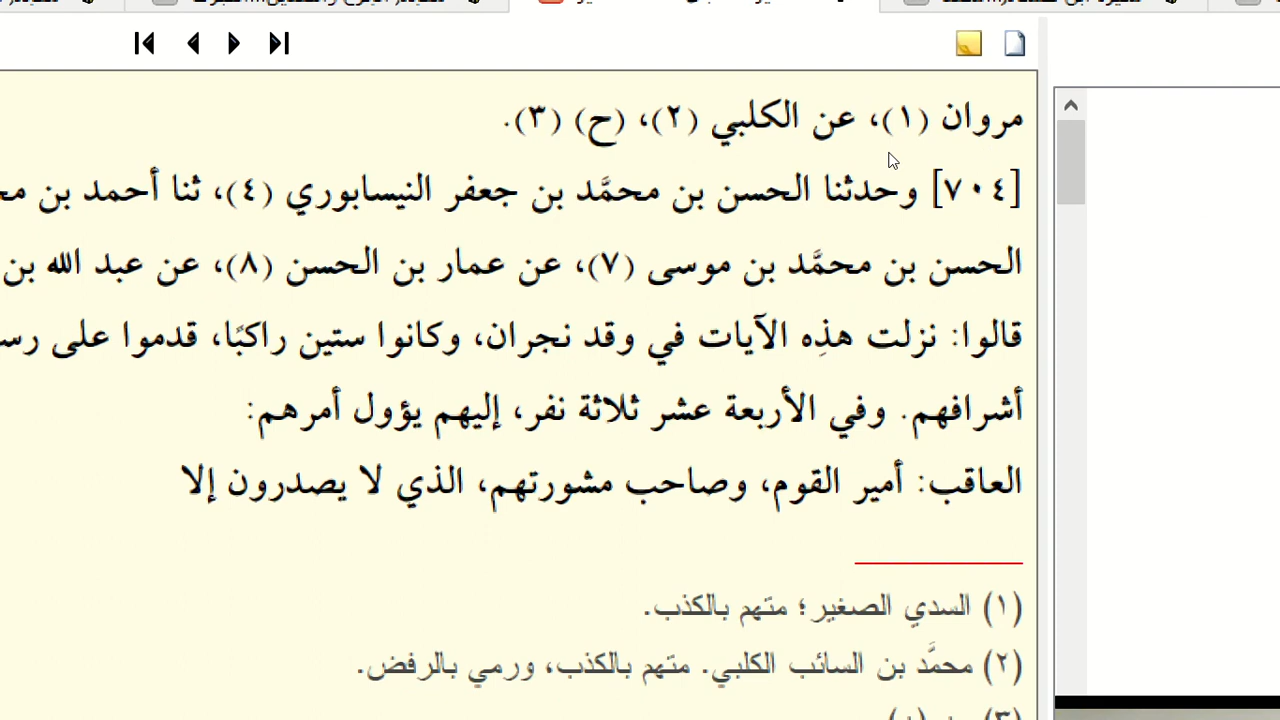 مروان (١)، عن الكلبي (٢)، (ح) (٣).
[٧٠٤] وحدثنا الحسن بن محمَّد بن جعفر النيسابوري (٤)، ثنا أحمد بن
الحسن بن محمَّد بن موسى (٧)، عن عمار بن الحسن (٨)، عن عبد الله بن
قالوا: نزلت هذِه الآيات في وقد نجران، وكانوا ستين راكبًا، قدموا على
أشرافهم. وفي الأربعة عشر ثلاثة نفر، إليهم يؤول أمرهم:
العاقب: أمير القوم، وصاحب مشورتهم، الذي لا يصدرون إلا
(١) السدي الصغير؛ متهم بالكذب.
(٢) محمَّد بن السائب الكلبي. متهم بالكذب، ورمي بالرفض.